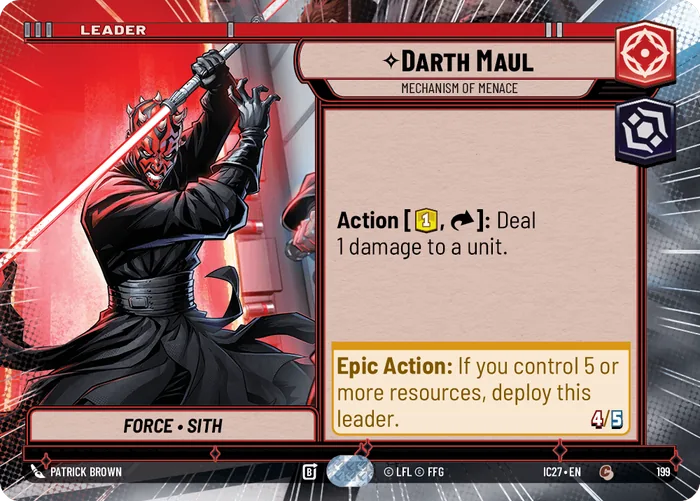 LEADER
DARTH MAUL
MECHANISM OF MENACE
Action [1, ]: Deal
1 damage to a unit.
Epic Action: If you control 5 or
more resources, deploy this
leader.
4/5
FORCE • SITH
PATRICK BROWN
B
© LFL © FFG
IC27 • EN
C
199